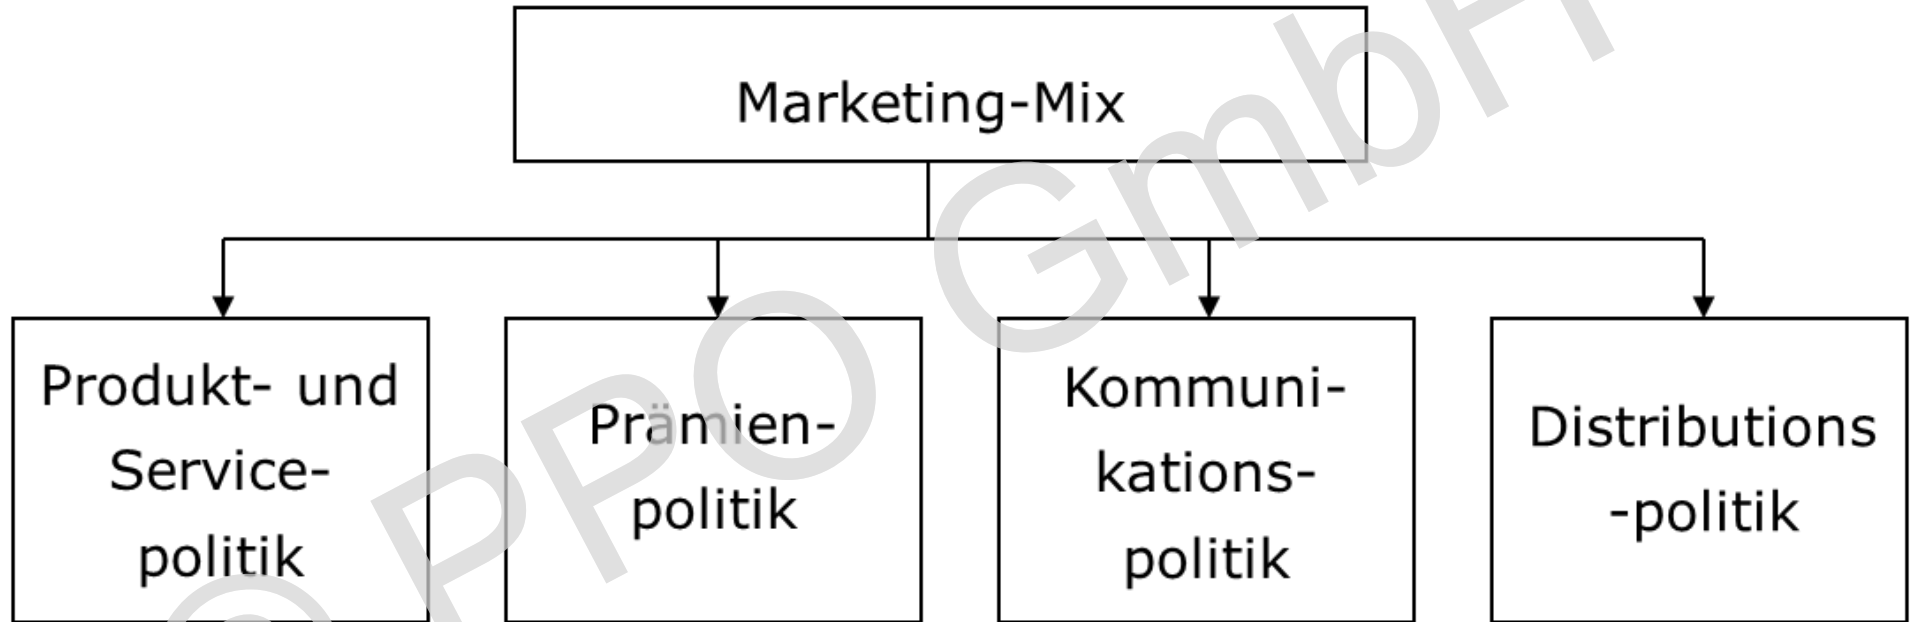 Marketing-Mix
Produkt- und
Service-
politik
Prämien-
politik
Kommuni-
kations-
politik
Distributions
-politik
© PPO GmbH